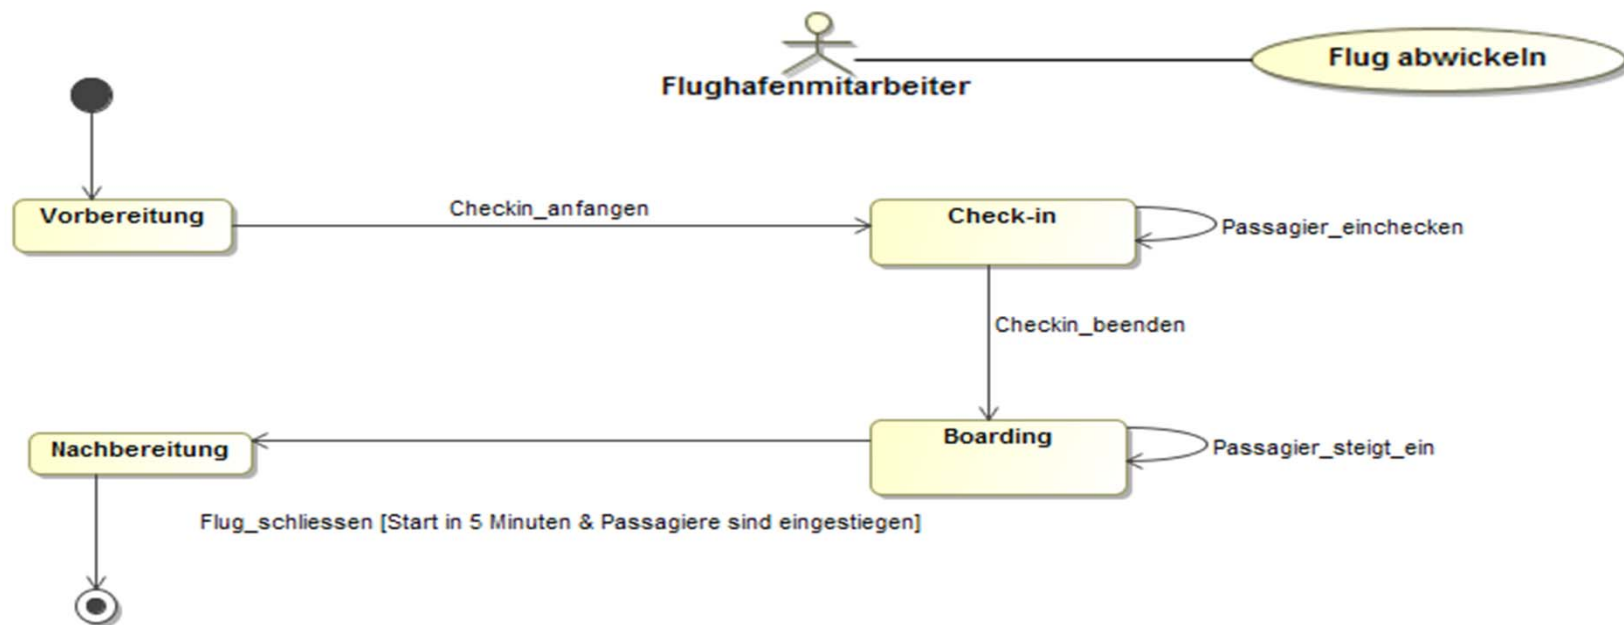 Flug abwickeln
Flughafenmitarbeiter
Vorbereitung
Checkin_anfangen
Check-in
Passagier_einchecken
Checkin_beenden
Nachbereitung
Boarding
Passagier_steigt_ein
Flug_schliessen [Start in 5 Minuten & Passagiere sind eingestiegen]